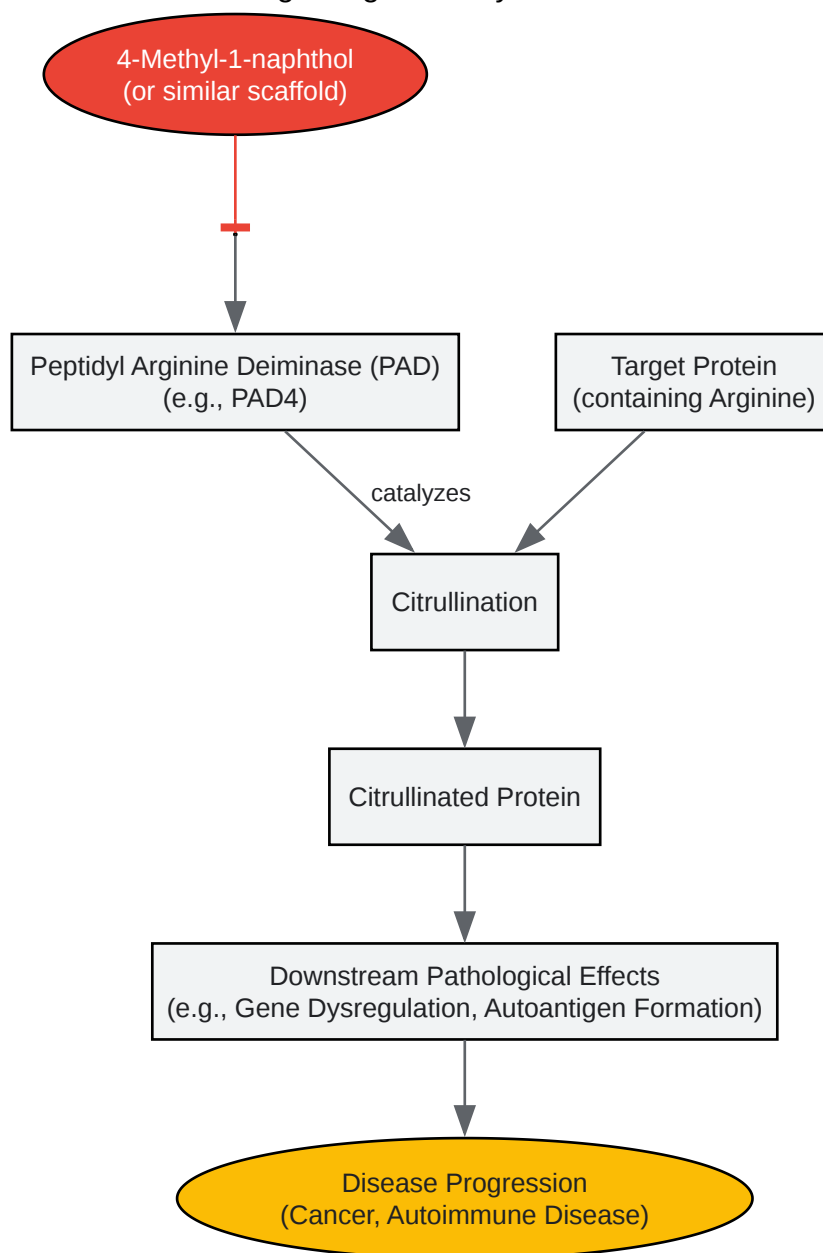 4-Methyl-1-naphthol
(or similar scaffold)
Peptidyl Arginine Deiminase (PAD)
(e.g., PAD4)
Target Protein
(containing Arginine)
catalyzes
Citrullination
Citrullinated Protein
Downstream Pathological Effects
(e.g., Gene Dysregulation, Autoantigen Formation)
Disease Progression
(Cancer, Autoimmune Disease)